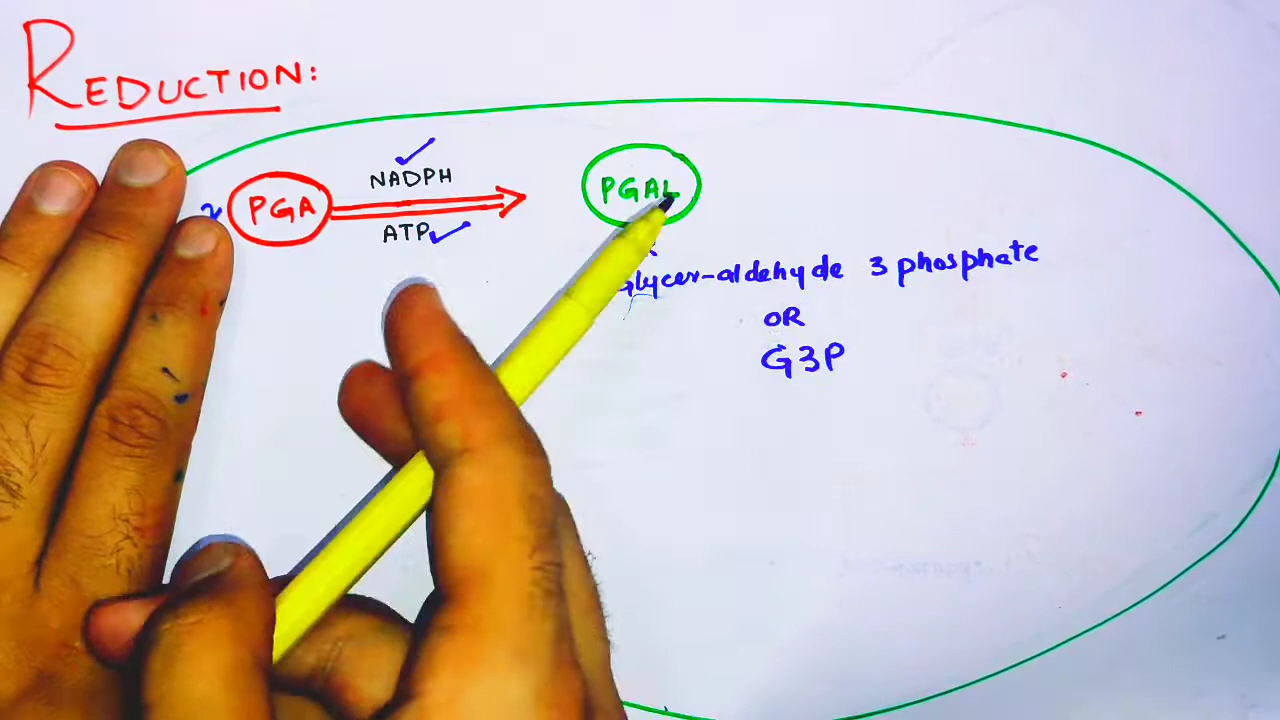 REDUCTION:
NADPH
PGA
ATP
PGAL
Glycer-aldehyde 3 phosphate
OR
G3P